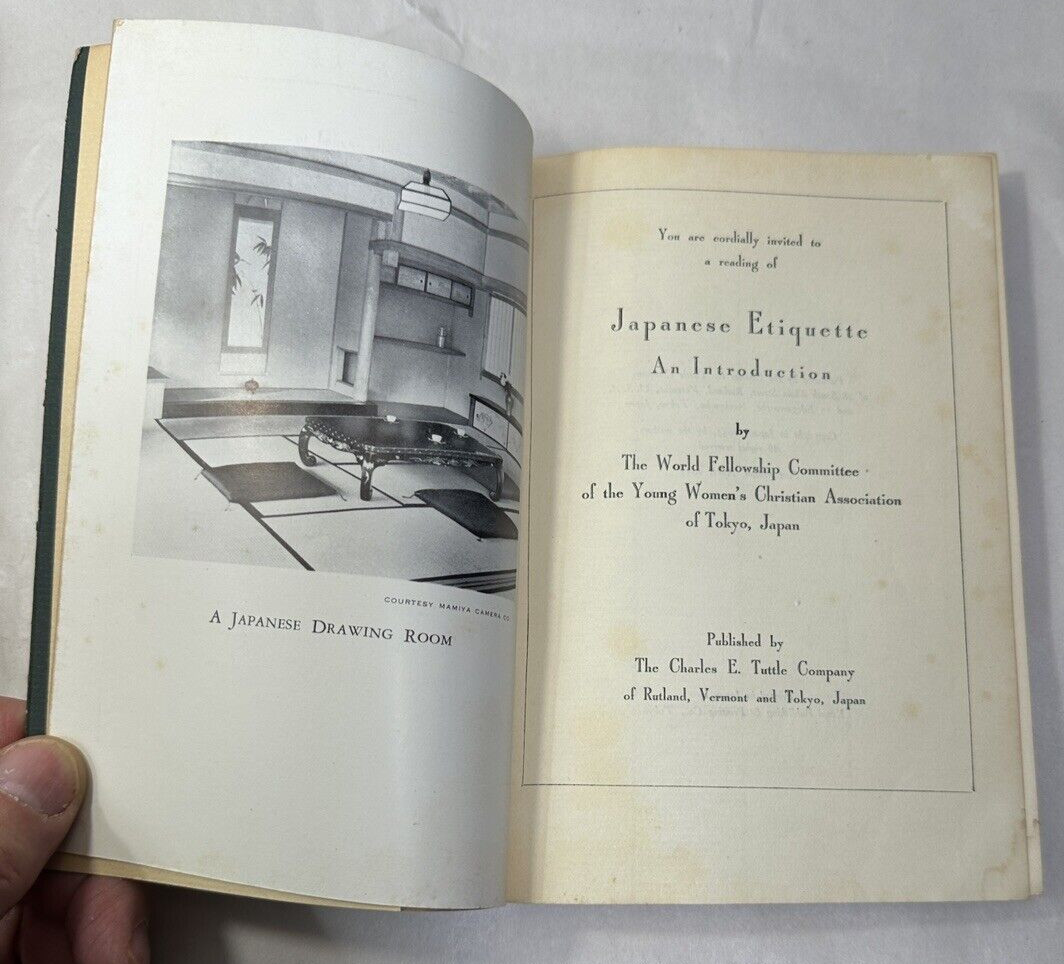 COURTESY MAMIYA CAMERA CO.
A JAPANESE DRAWING ROOM
You are cordially invited to
a reading of
Japanese Etiquette
An Introduction
by
The World Fellowship Committee
of the Young Women's Christian Association
of Tokyo, Japan
Published by
The Charles E. Tuttle Company
of Rutland, Vermont and Tokyo, Japan